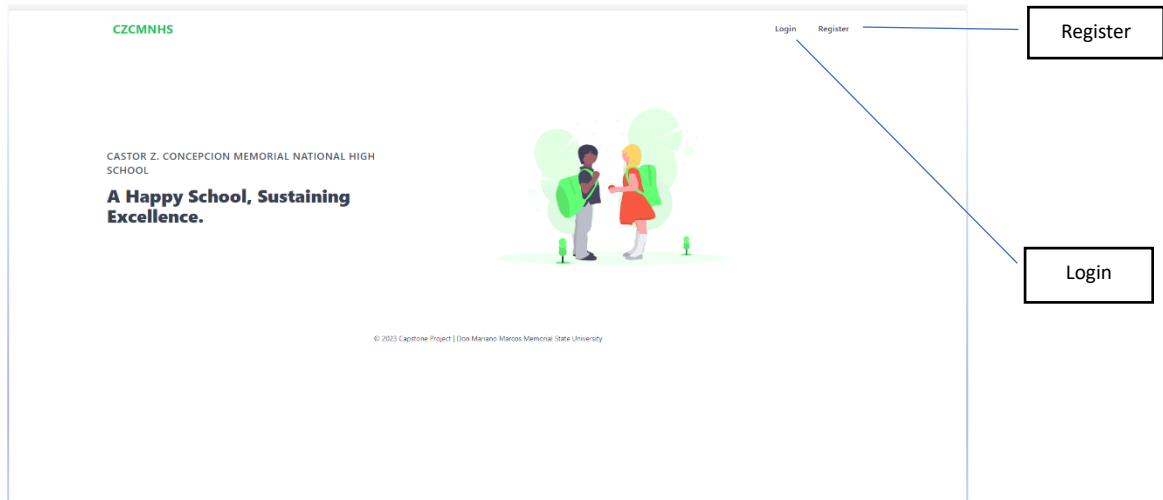 CZCMNHS
Login Register
Register
CASTOR Z. CONCEPCION MEMORIAL NATIONAL HIGH
SCHOOL
A Happy School, Sustaining
Excellence.
Login
© 2023 Capstone Project | Don Mariano Marcos Memorial State University